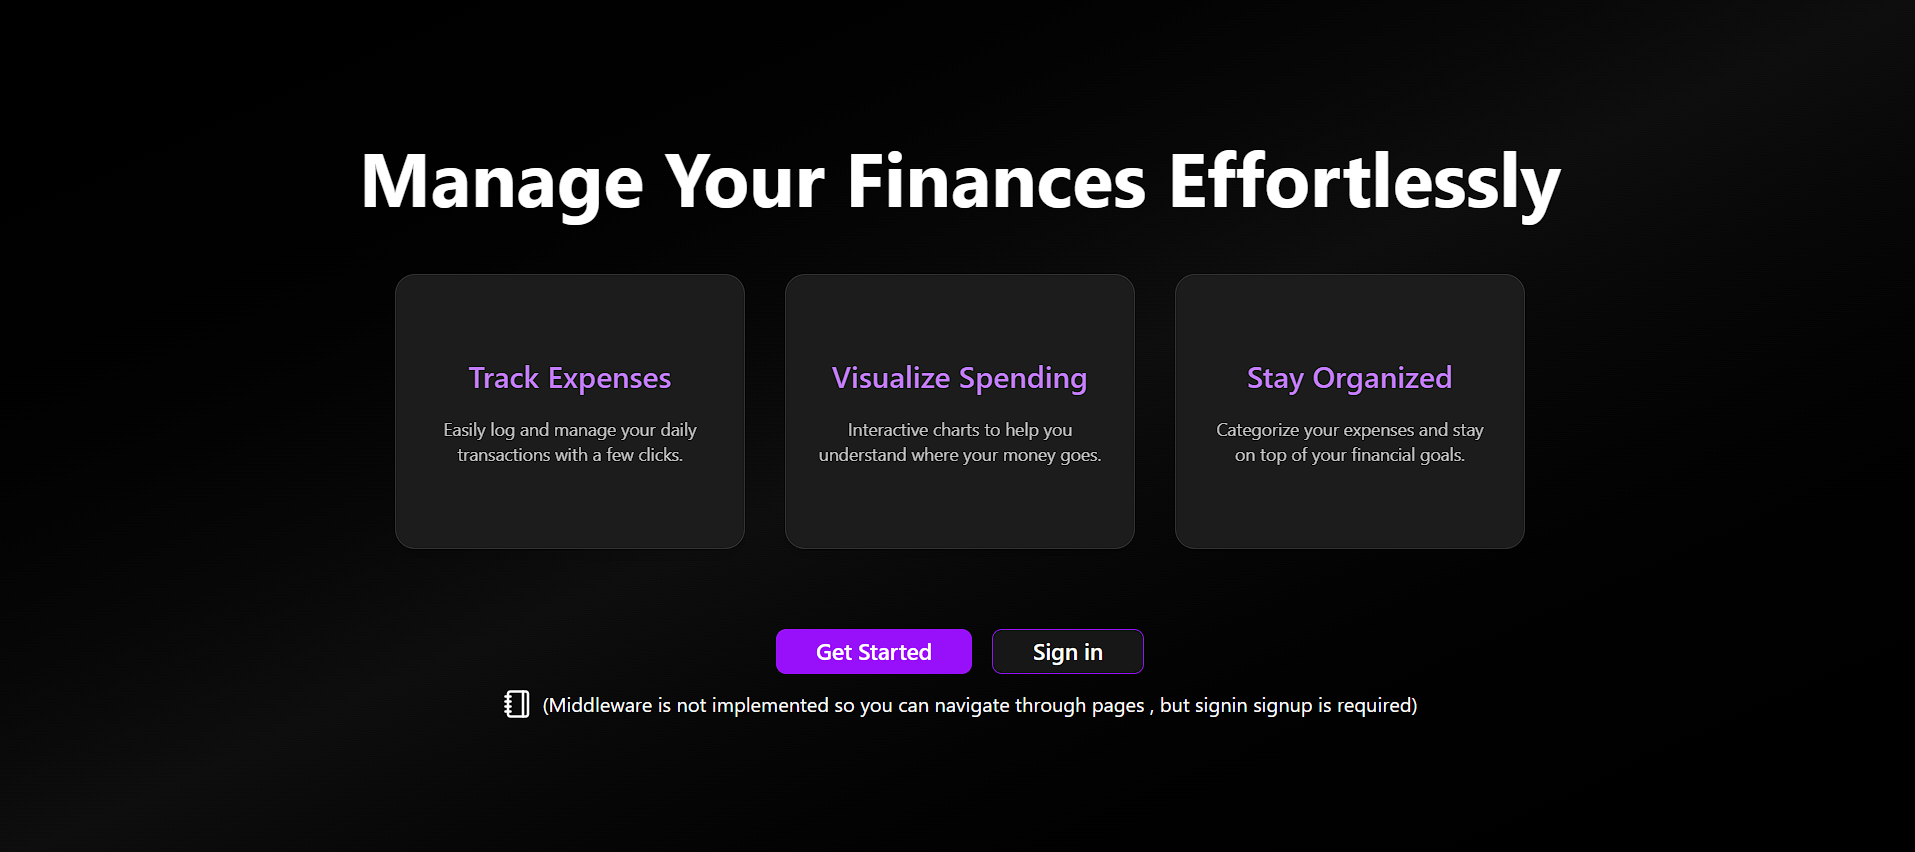 Manage Your Finances Effortlessly
Track Expenses
Easily log and manage your daily
transactions with a few clicks.
Visualize Spending
Interactive charts to help you
understand where your money goes.
Stay Organized
Categorize your expenses and stay
on top of your financial goals.
Get Started
Sign in
(Middleware is not implemented so you can navigate through pages , but signin signup is required)